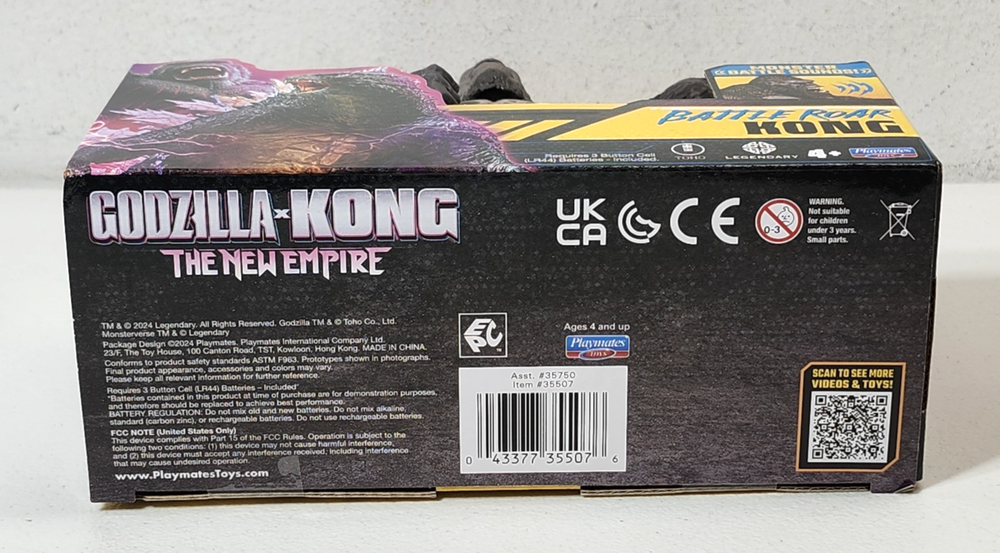 MONSTER
BATTLE SOUNDS!
BATTLE ROAR
KONG
Requires 3 Button Cell
(LR44) Batteries – Included.
TOHO
LEGENDARY
4+
Playmates
toys
GODZILLA x KONG
THE NEW EMPIRE
UK
CA
CE
0-3
WARNING.
Not suitable
for children
under 3 years.
Small parts.
TM & © 2024 Legendary. All Rights Reserved. Godzilla TM & © Toho Co., Ltd.
Monsterverse TM & © Legendary
Package Design ©2024 Playmates. Playmates International Company Ltd.
23/F, The Toy House, 100 Canton Road, TST, Kowloon, Hong Kong. MADE IN CHINA.
Conforms to product safety standards ASTM F963. Prototypes shown in photographs.
Final product appearance, accessories and colors may vary.
Please keep all relevant information for further reference.
Requires 3 Button Cell (LR44) Batteries – Included*
*Batteries contained in this product at time of purchase are for demonstration purposes,
and therefore should be replaced to achieve best performance.
BATTERY REGULATION: Do not mix old and new batteries. Do not mix alkaline,
standard (carbon zinc), or rechargeable batteries. Do not use rechargeable batteries.
FCC NOTE (United States Only)
This device complies with Part 15 of the FCC Rules. Operation is subject to the
following two conditions: (1) this device may not cause harmful interference,
and (2) this device must accept any interference received, including interference
that may cause undesired operation.
www.PlaymatesToys.com
EPC
Ages 4 and up
Playmates
toys
Asst. #35750
Item #35507
0 43377 35507 6
SCAN TO SEE MORE
VIDEOS & TOYS!